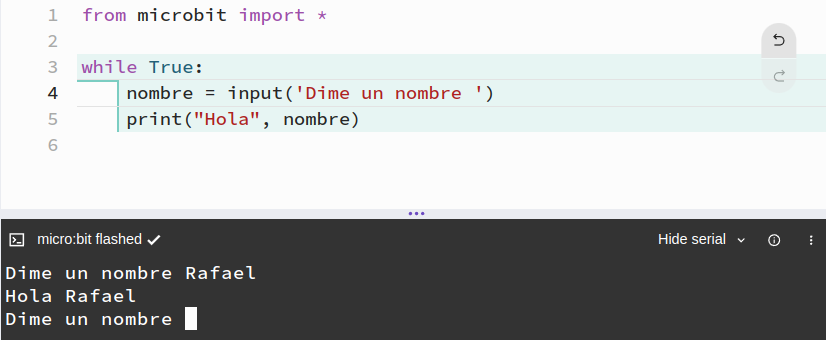 1 from microbit import *
2
3 while True:
4     nombre = input('Dime un nombre ')
5     print("Hola", nombre)
6
micro:bit flashed Hide serial
Dime un nombre Rafael
Hola Rafael
Dime un nombre